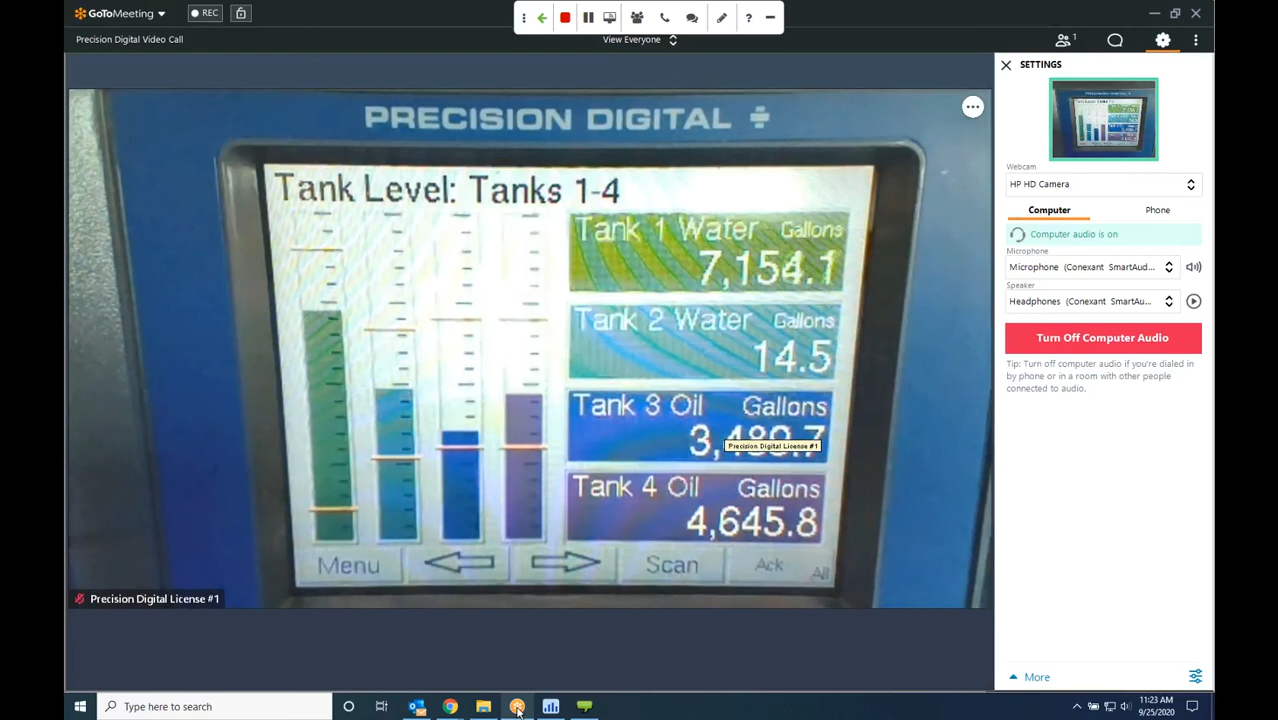 GoToMeeting
REC
Precision Digital Video Call
View Everyone
1
SETTINGS
PRECISION DIGITAL
Tank Level: Tanks 1-4
Tank 1 Water Gallons
7,154.1
Tank 2 Water Gallons
14.5
Tank 3 Oil Gallons
3,489.7
Precision Digital License #1
Tank 4 Oil Gallons
4,645.8
Menu
Scan
Ack
All
Precision Digital License #1
Webcam
HP HD Camera
Computer
Phone
Computer audio is on
Microphone
Microphone (Conexant SmartAud...
Speaker
Headphones (Conexant SmartAu...
Turn Off Computer Audio
Tip: Turn off computer audio if you're dialed in
by phone or in a room with other people
connected to audio.
More
Type here to search
11:23 AM
9/25/2020